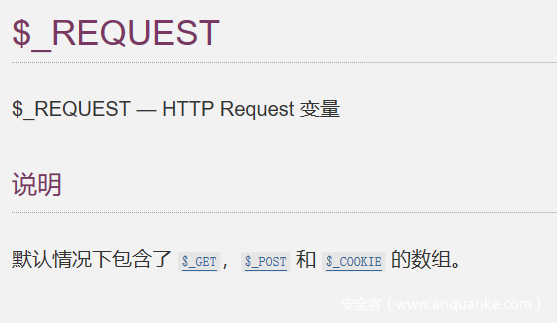 $_REQUEST
$_REQUEST — HTTP Request 变量
说明
默认情况下包含了 $_GET，$_POST 和 $_COOKIE 的数组。
安全客（www.anquanke.com）